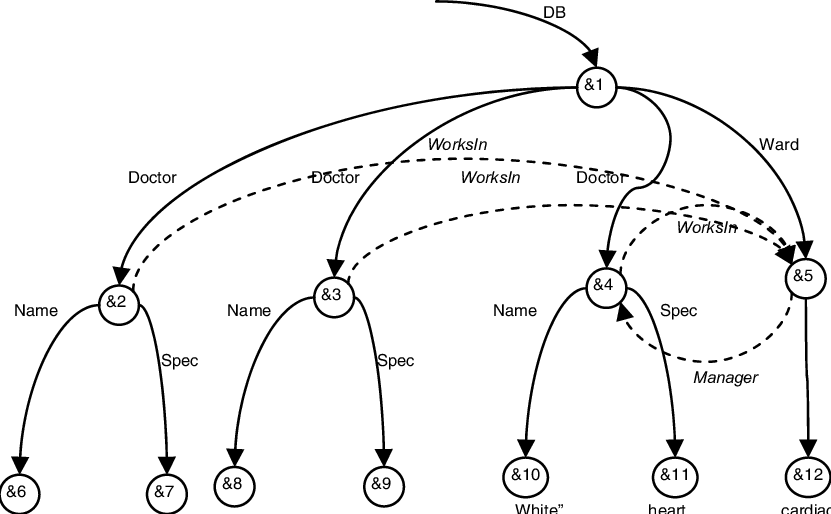 DB
&1
WorksIn
Ward
Doctor
Doctor
WorksIn
Doctor
WorksIn
&5
&4
&3
&2
Name
Name
Name
Spec
Spec
Spec
Manager
&10
&11
&12
&8
&9
&6
&7
White”
heart
cardiac